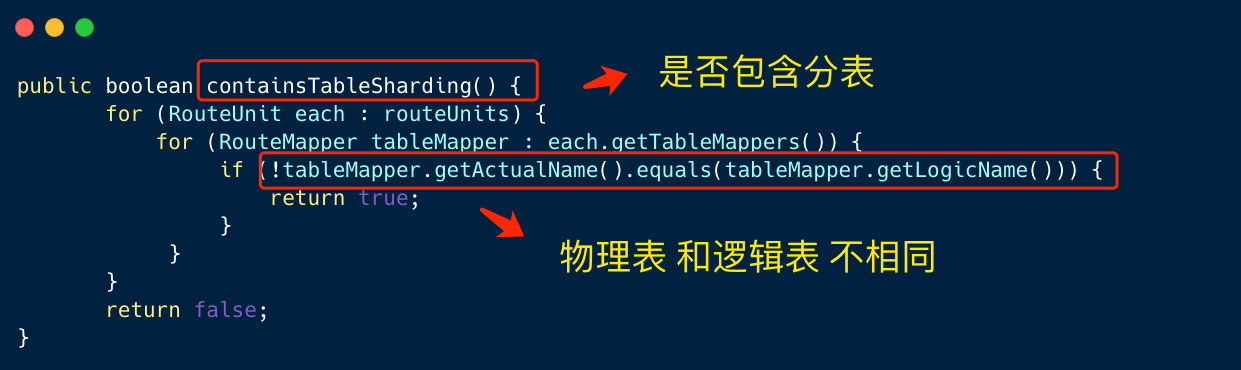 public boolean containsTableSharding() { 是否包含分表
for (RouteUnit each : routeUnits) {
for (RouteMapper tableMapper : each.getTableMappers()) {
if (!tableMapper.getActualName().equals(tableMapper.getLogicName())) {
return true;
}
物理表 和逻辑表 不相同
}
}
return false;
}